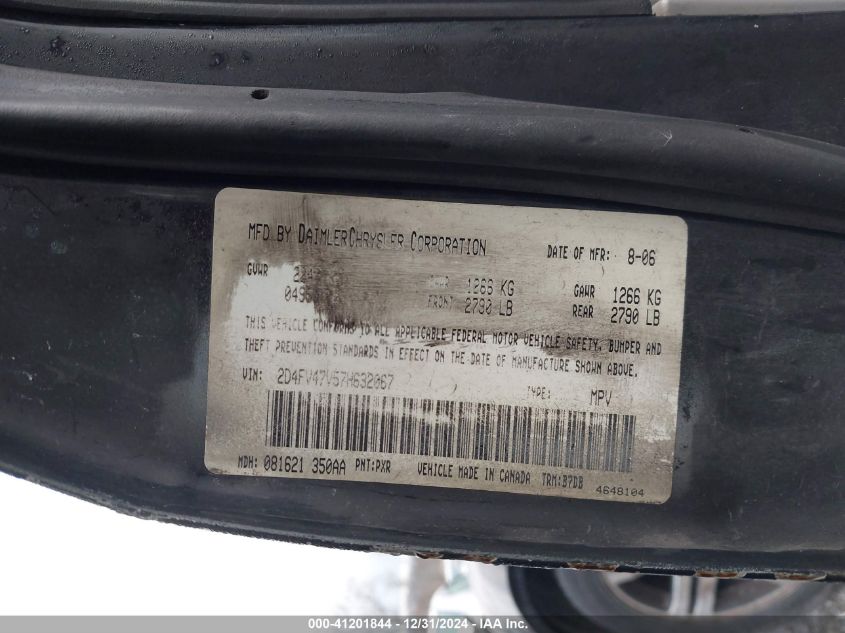 MFD BY DAIMLERCHRYSLER CORPORATION DATE OF MFR: 8-06
GVWR GAWR 1266 KG GAWR 1266 KG
FRONT 2790 LB REAR 2790 LB
THIS VEHICLE CONFORMS TO ALL APPLICABLE FEDERAL MOTOR VEHICLE SAFETY, BUMPER AND
THEFT PREVENTION STANDARDS IN EFFECT ON THE DATE OF MANUFACTURE SHOWN ABOVE.
VIN: 2D4FV47V57H632067 TYPE: MPV
MDH: 081621 350AA PNT:PXR VEHICLE MADE IN CANADA TRM:B7DB 4648104
000-41201844 - 12/31/2024 - IAA Inc.